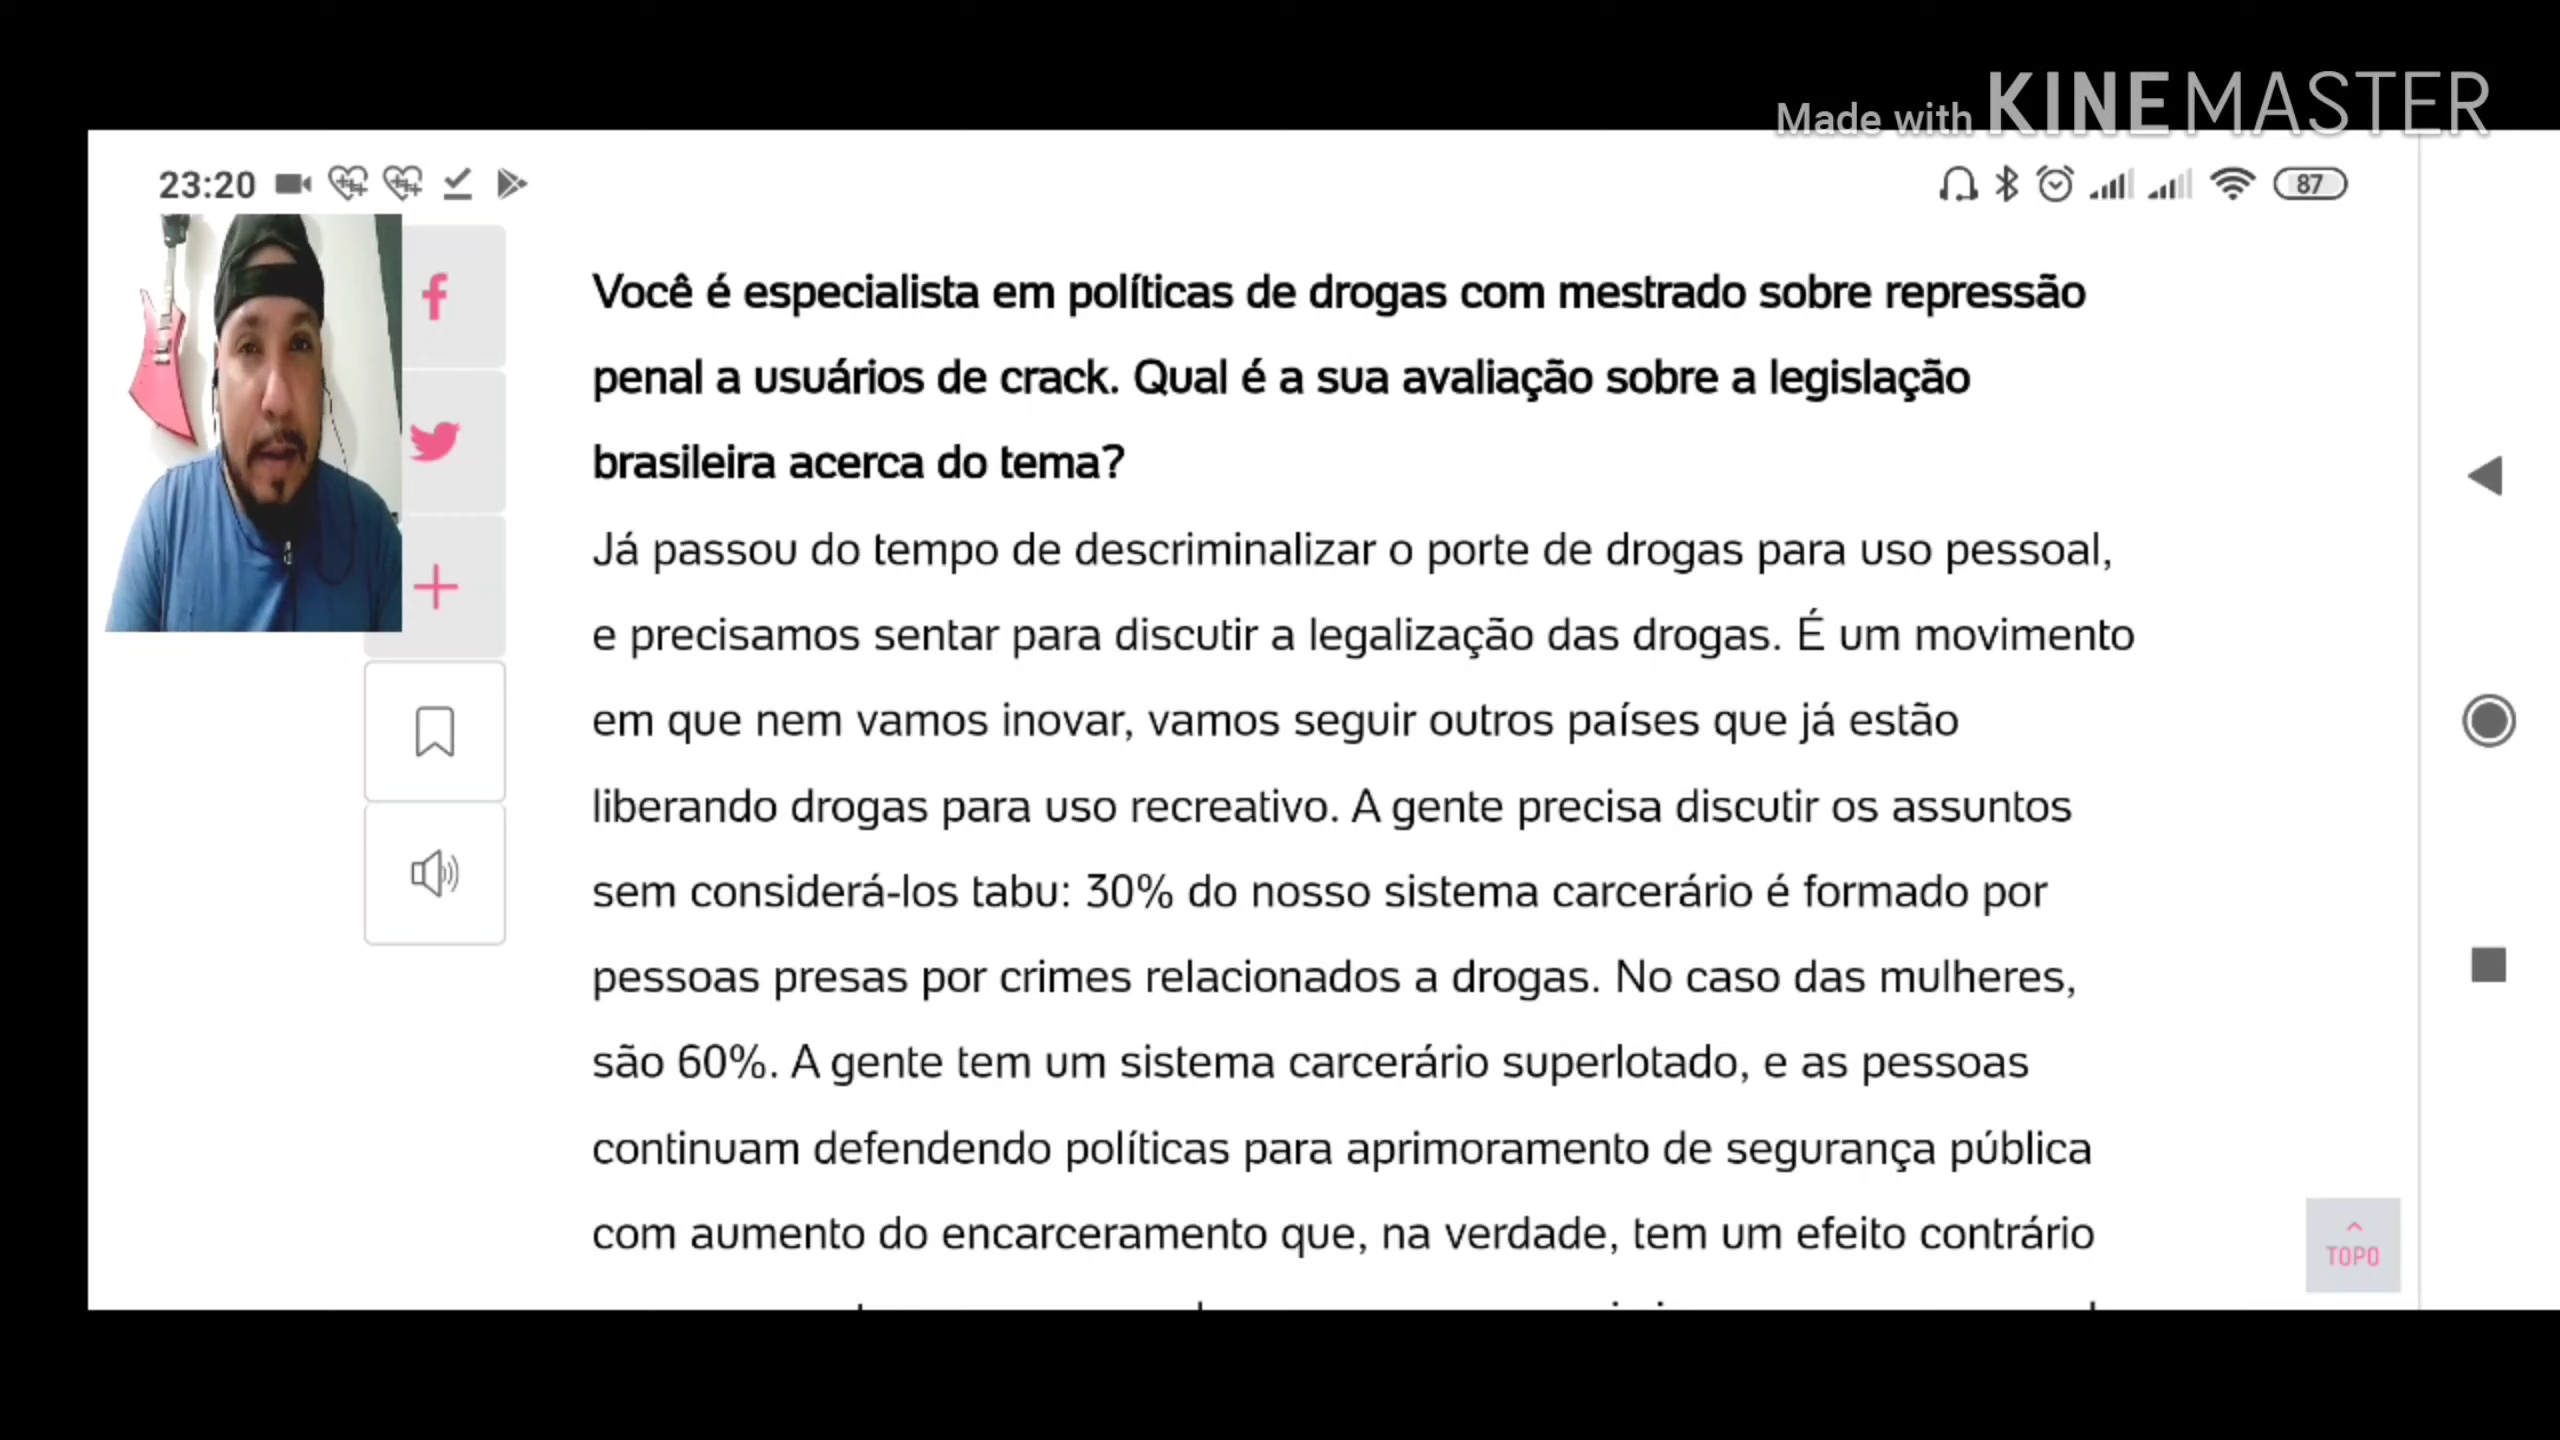 Made with KINEMASTER
23:20
87
Você é especialista em políticas de drogas com mestrado sobre repressão
penal a usuários de crack. Qual é a sua avaliação sobre a legislação
brasileira acerca do tema?
Já passou do tempo de descriminalizar o porte de drogas para uso pessoal,
e precisamos sentar para discutir a legalização das drogas. É um movimento
em que nem vamos inovar, vamos seguir outros países que já estão
liberando drogas para uso recreativo. A gente precisa discutir os assuntos
sem considerá-los tabu: 30% do nosso sistema carcerário é formado por
pessoas presas por crimes relacionados a drogas. No caso das mulheres,
são 60%. A gente tem um sistema carcerário superlotado, e as pessoas
continuam defendendo políticas para aprimoramento de segurança pública
com aumento do encarceramento que, na verdade, tem um efeito contrário
TOPO